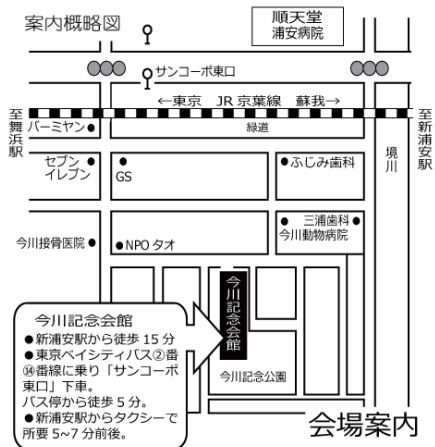 案内概略図
順天堂
浦安病院
サンコーポ東口
←東京 JR京葉線 蘇我→
至舞浜駅
至新浦安駅
バーミヤン
緑道
境川
セブン
イレブン
GS
ふじみ歯科
三浦歯科
今川動物病院
今川接骨医院
NPOタオ
今川記念会館
今川記念会館
●新浦安駅から徒歩15分
●東京ベイシティバス②番
⑭番線に乗り「サンコーポ
東口」下車。
バス停から徒歩5分。
●新浦安駅からタクシーで
所要5~7分前後。
今川記念公園
会場案内